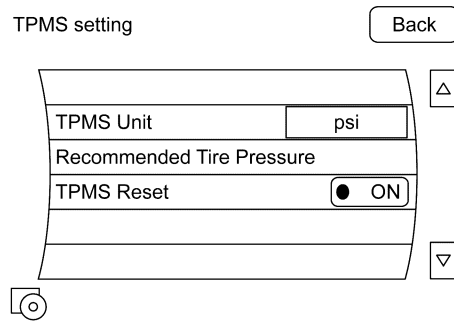 TPMS setting
Back
TPMS Unit
psi
Recommended Tire Pressure
TPMS Reset
ON